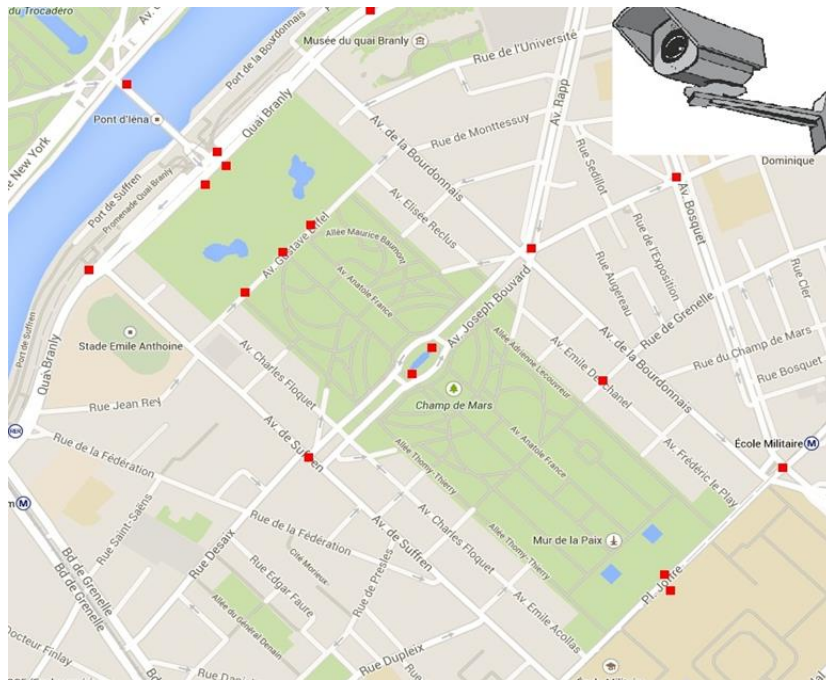 du Trocadéro
Musée du quai Branly
Port de la Bourdonnais
Rue de l'Université
Quai Branly
Av. Rapp
Pont d'Iéna
Av. de la Bourdonnais
Rue de Monttessuy
Dominique
New York
Port de Suffren
Promenade Quai Branly
Rue Sedillot
Av. Bosquet
Av. Elisée Reclus
Av. Gustave Eiffel
Allée Maurice Baumont
Rue de l'Exposition
Av. Anatole France
Rue Augereau
Rue Cler
Rue de Grenelle
Av. Joseph Bouvard
Port de Suffren
Stade Emile Anthoine
Quai Branly
Allée Adrienne Lecouvreur
Av. de la Bourdonnais
Rue du Champ de Mars
Av. Charles Floquet
Av. Emile Deschanel
Rue Bosquet
Rue Jean Rey
Champ de Mars
Av. de Suffren
Av. Anatole France
École Militaire M
Rue de la Fédération
Allée Thomy-Thierry
Av. Frédéric le Play
M
Rue Saint-Saëns
Rue de la Fédération
Av. de Suffren
Av. Charles Floquet
Mur de la Paix
Rue Desaix
Allée Thomy-Thierry
Cité Morieux
Bd de Grenelle
Bd de Grenelle
Rue Edgar Faure
Rue de Presles
Pl. Joffre
Allée du Général Denain
Av. Emile Acollas
Docteur Finlay
Rue Dupleix